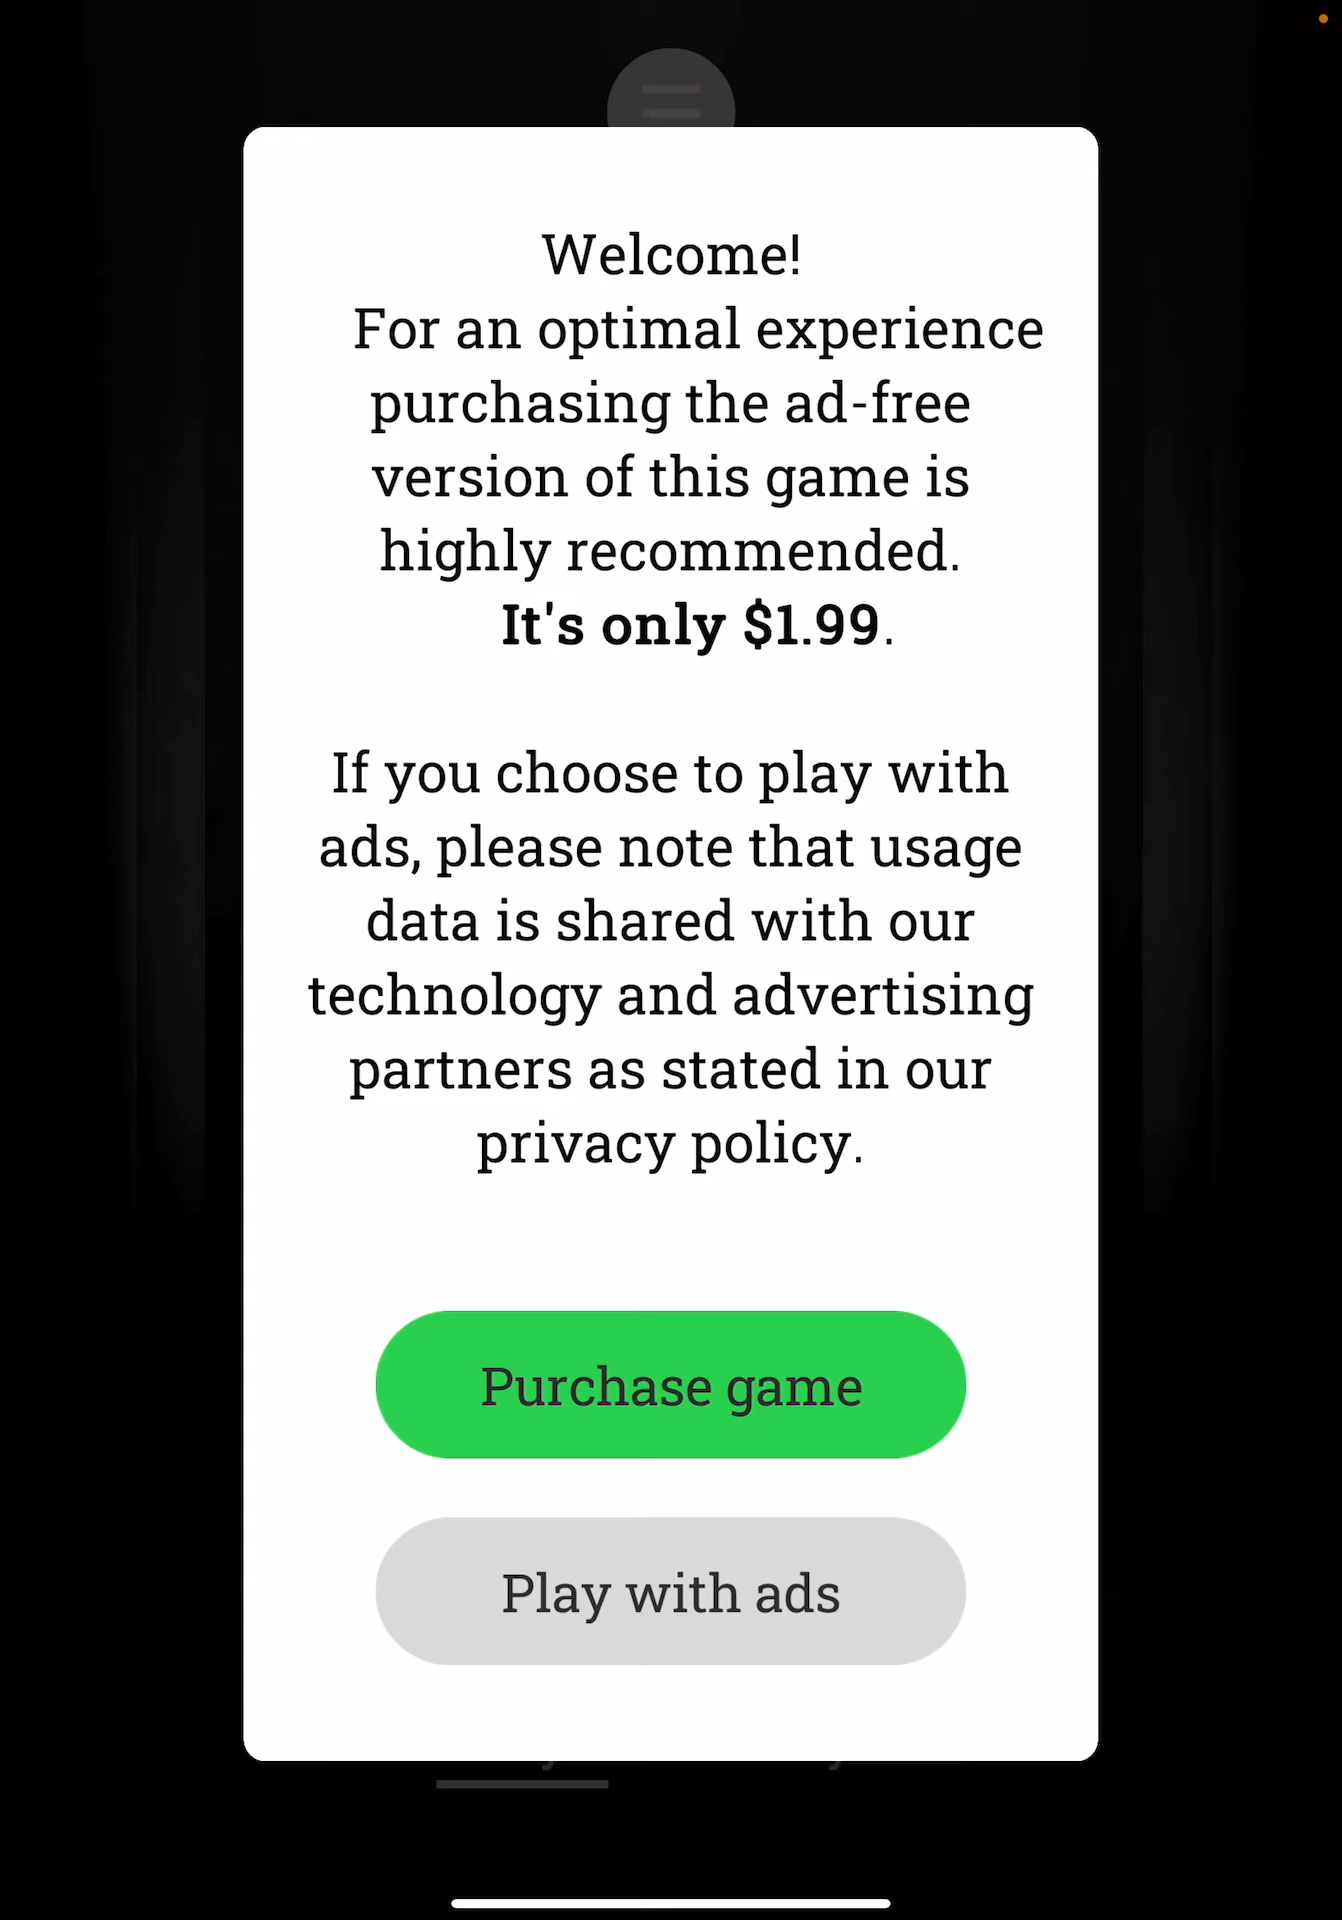 Welcome!
For an optimal experience
purchasing the ad-free
version of this game is
highly recommended.
It's only $1.99.
If you choose to play with
ads, please note that usage
data is shared with our
technology and advertising
partners as stated in our
privacy policy.
Purchase game
Play with ads